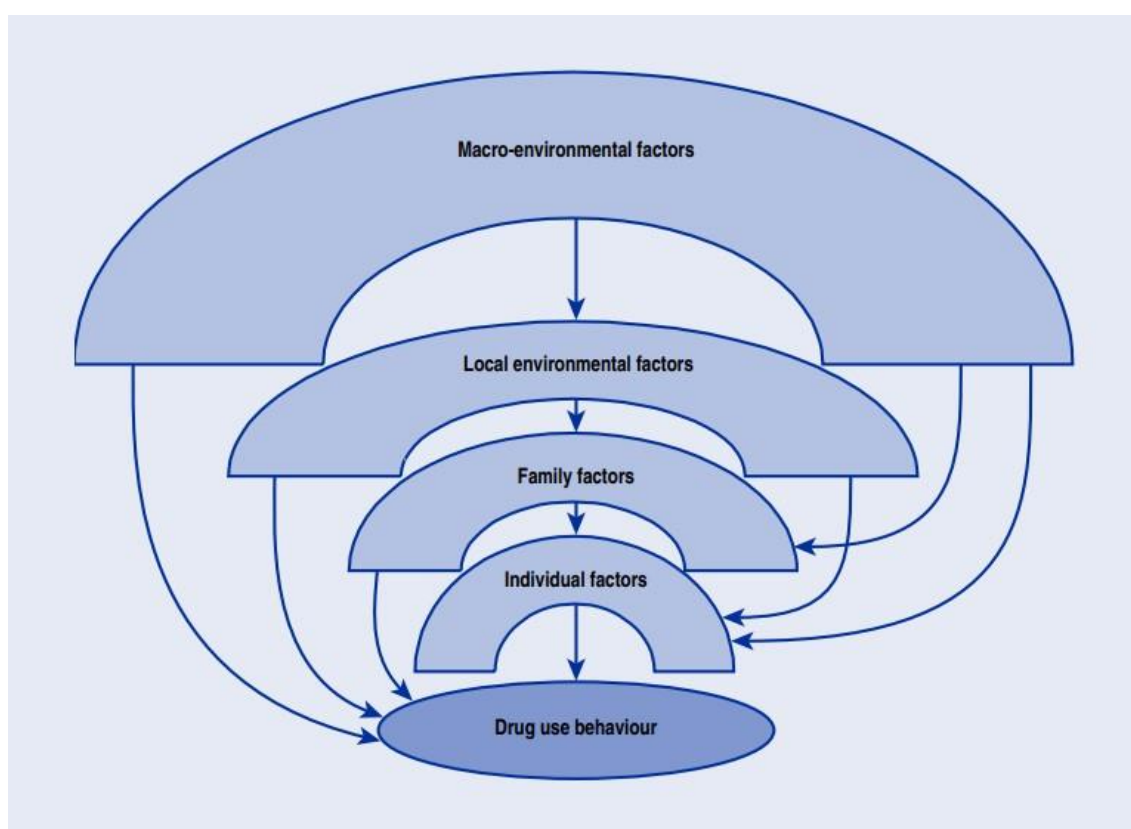 Macro-environmental factors
Local environmental factors
Family factors
Individual factors
Drug use behaviour